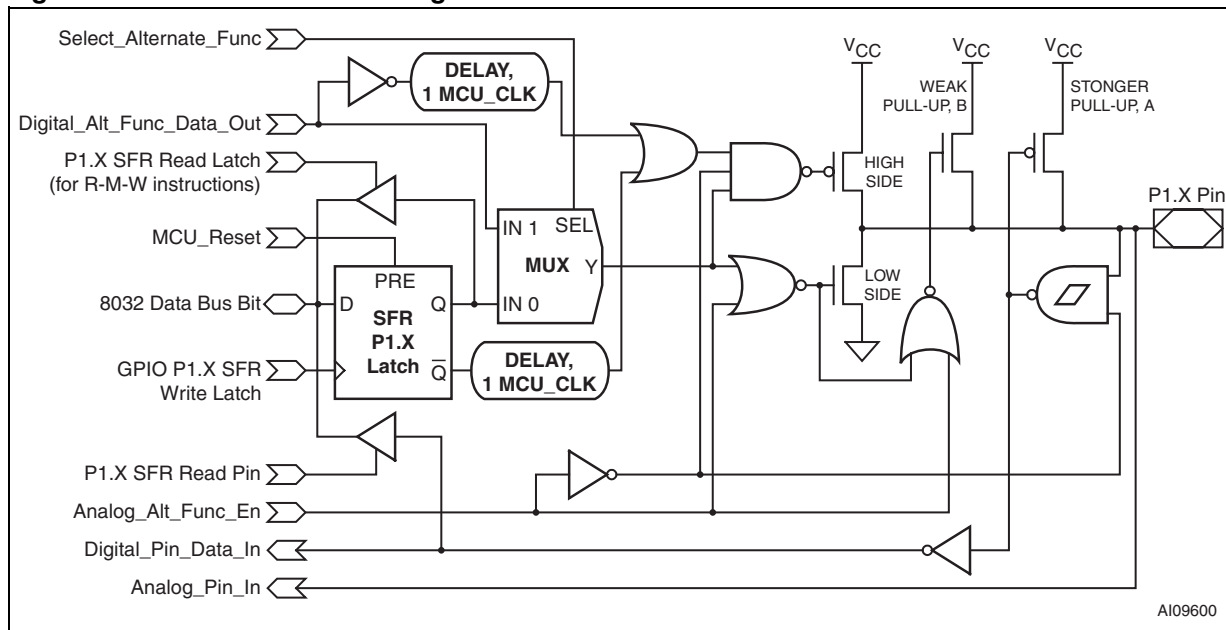 Select_Alternate_Func
DELAY,
1 MCU_CLK
VCC
VCC
VCC
WEAK
PULL-UP, B
STONGER
PULL-UP, A
Digital_Alt_Func_Data_Out
P1.X SFR Read Latch
(for R-M-W instructions)
HIGH
SIDE
P1.X Pin
MCU_Reset
IN 1
SEL
MUX
Y
IN 0
PRE
8032 Data Bus Bit
D
Q
SFR
P1.X
Latch
Q
LOW
SIDE
DELAY,
1 MCU_CLK
GPIO P1.X SFR
Write Latch
P1.X SFR Read Pin
Analog_Alt_Func_En
Digital_Pin_Data_In
Analog_Pin_In
AI09600